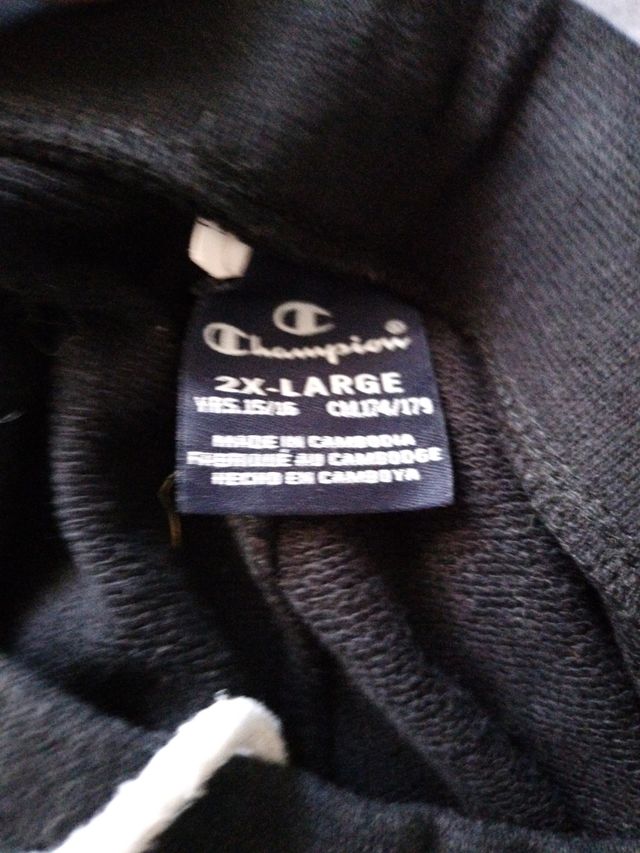 Champion®
2X-LARGE
YRS.15/16 CM.174/179
MADE IN CAMBODIA
FABRIQUÉ AU CAMBODGE
HECHO EN CAMBOYA